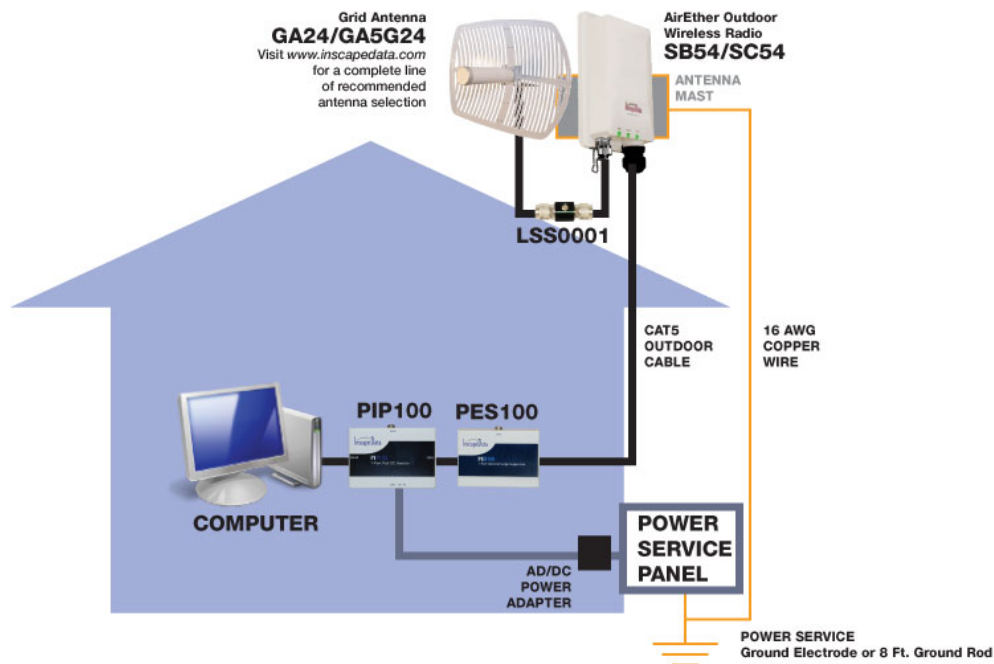 Grid Antenna
GA24/GA5G24
Visit www.inscapedata.com
for a complete line
of recommended
antenna selection
AirEther Outdoor
Wireless Radio
SB54/SC54
ANTENNA
MAST
LSS0001
CAT5
OUTDOOR
CABLE
16 AWG
COPPER
WIRE
PIP100
PES100
InscapeData
InscapeData
COMPUTER
AD/DC
POWER
ADAPTER
POWER
SERVICE
PANEL
POWER SERVICE
Ground Electrode or 8 Ft. Ground Rod